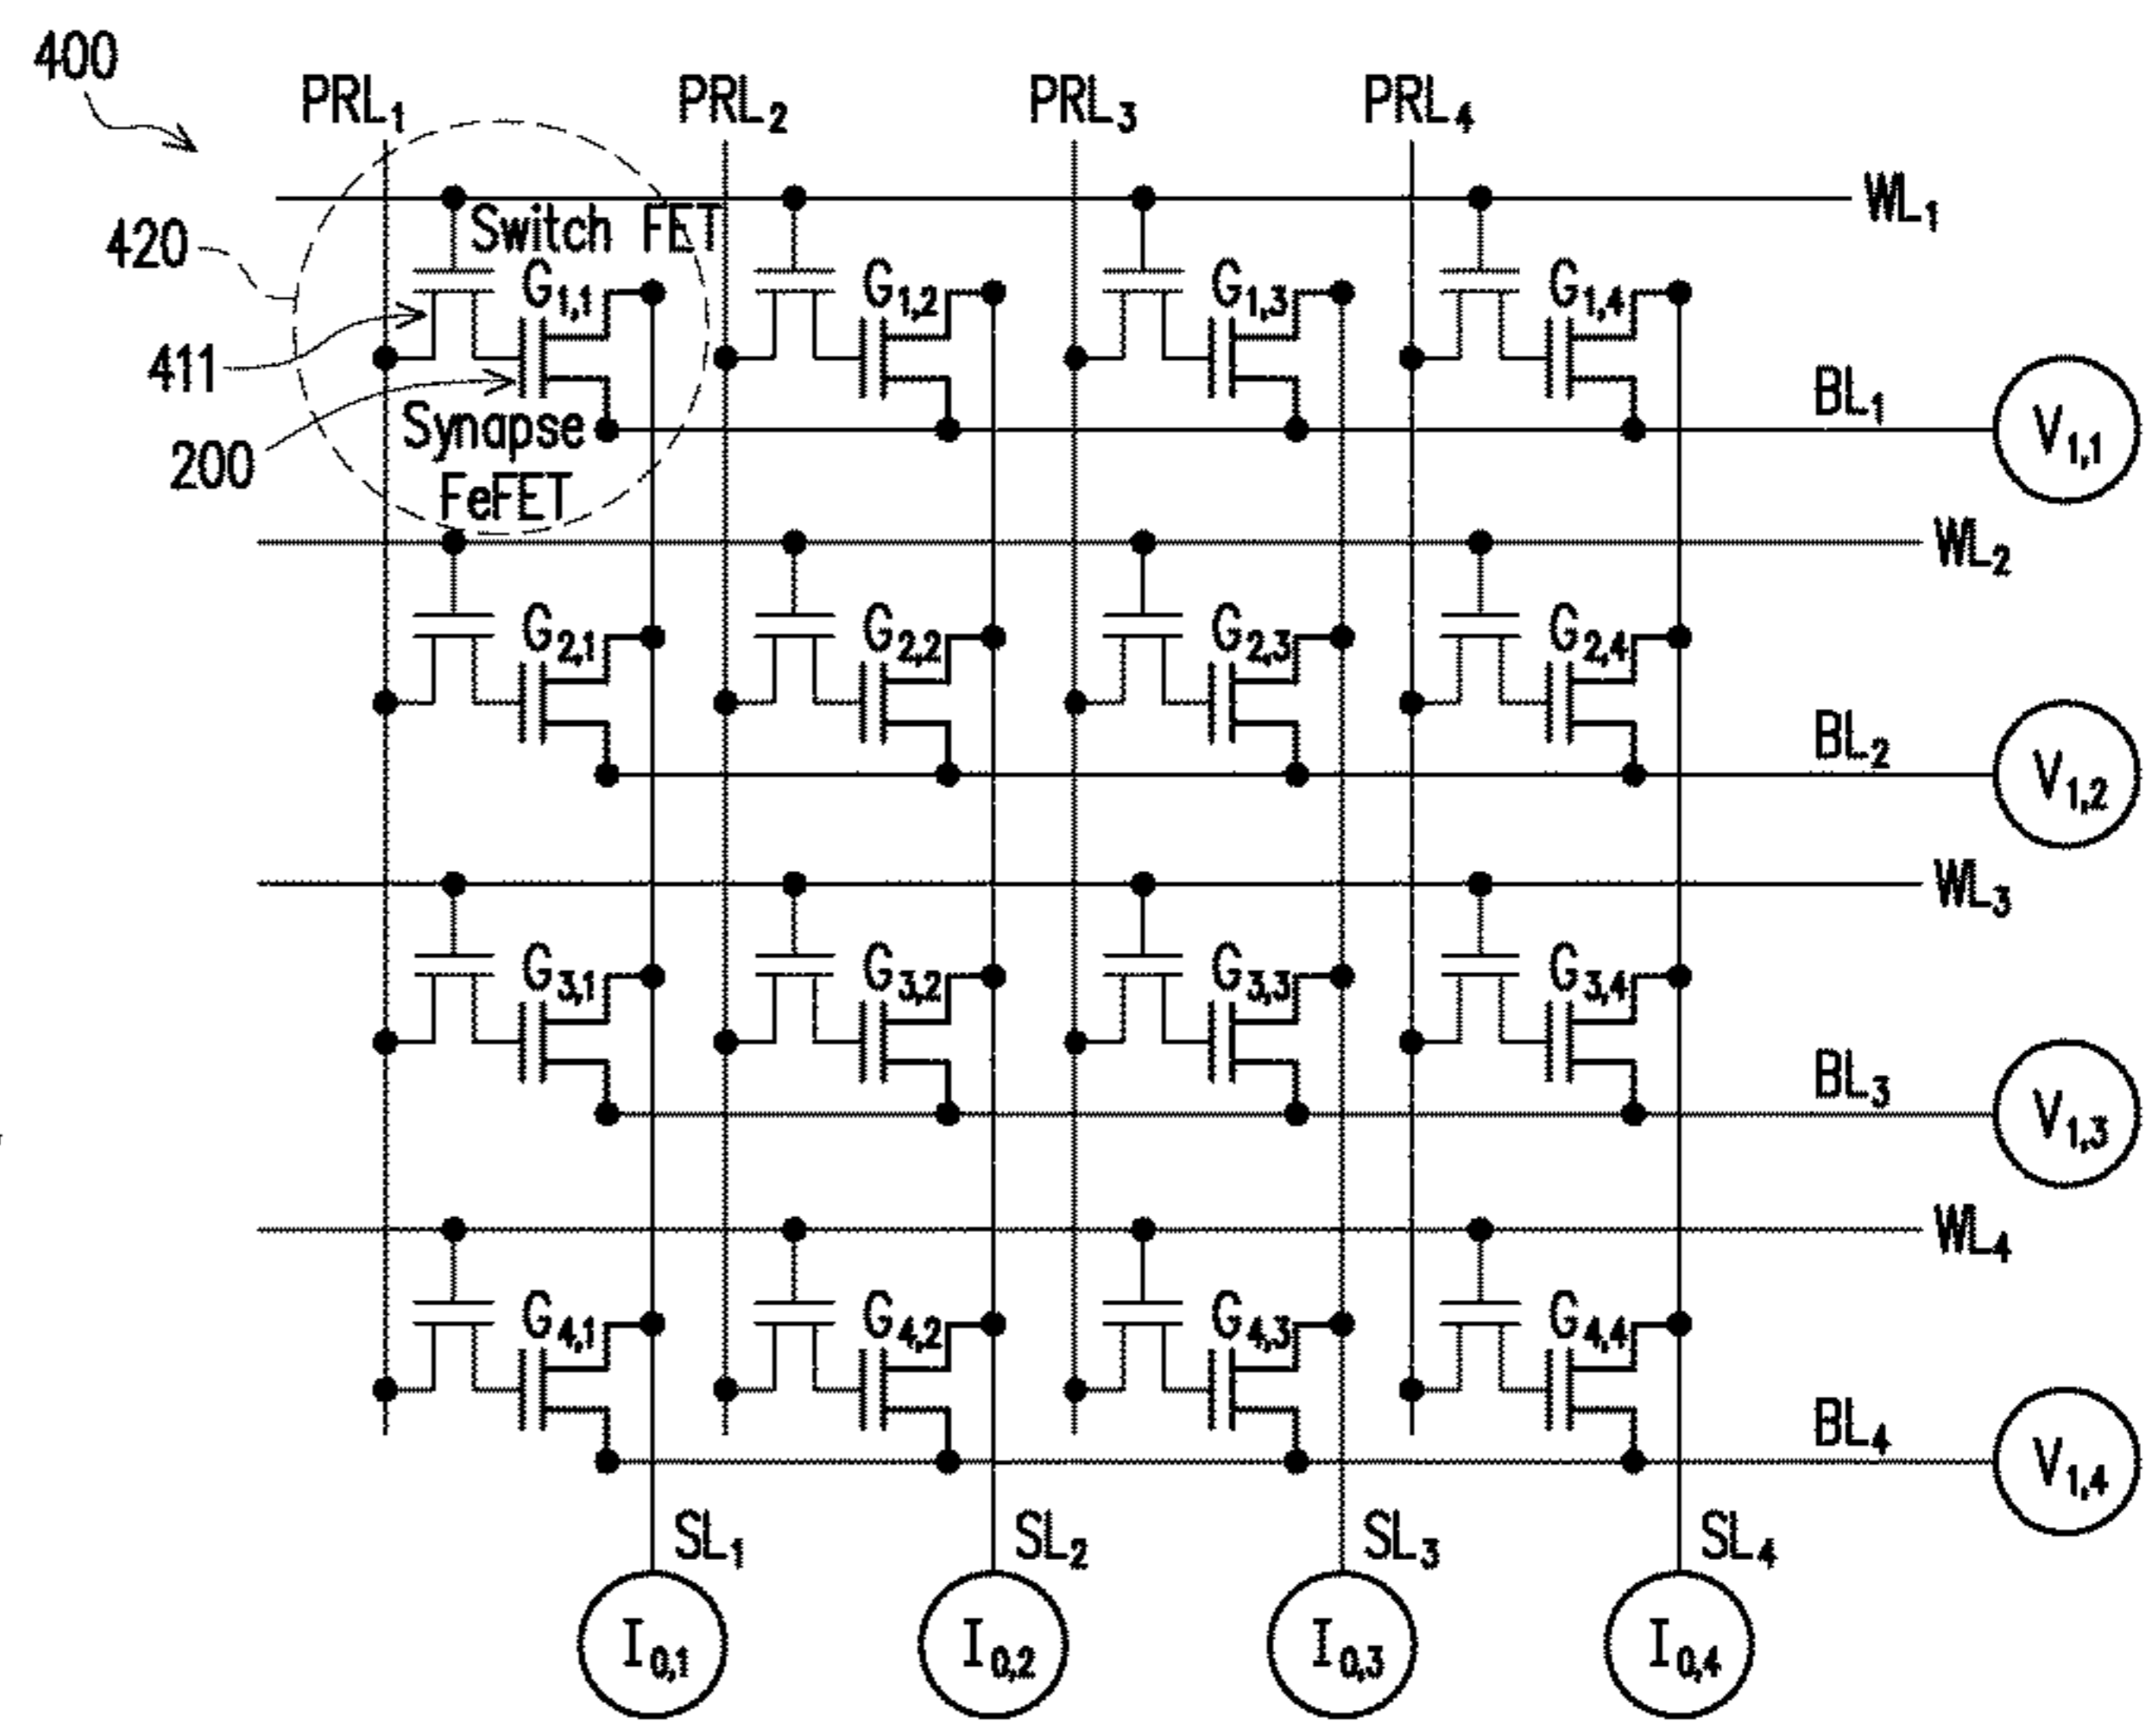 400
PRL₁ PRL₂ PRL₃ PRL₄
WL₁
Switch FET
420
G₁,₁ G₁,₂ G₁,₃ G₁,₄
411
BL₁ V₁,₁
Synapse
200
FeFET
WL₂
G₂,₁ G₂,₂ G₂,₃ G₂,₄
BL₂ V₁,₂
WL₃
G₃,₁ G₃,₂ G₃,₃ G₃,₄
BL₃ V₁,₃
WL₄
G₄,₁ G₄,₂ G₄,₃ G₄,₄
BL₄ V₁,₄
SL₁ SL₂ SL₃ SL₄
I₀,₁ I₀,₂ I₀,₃ I₀,₄